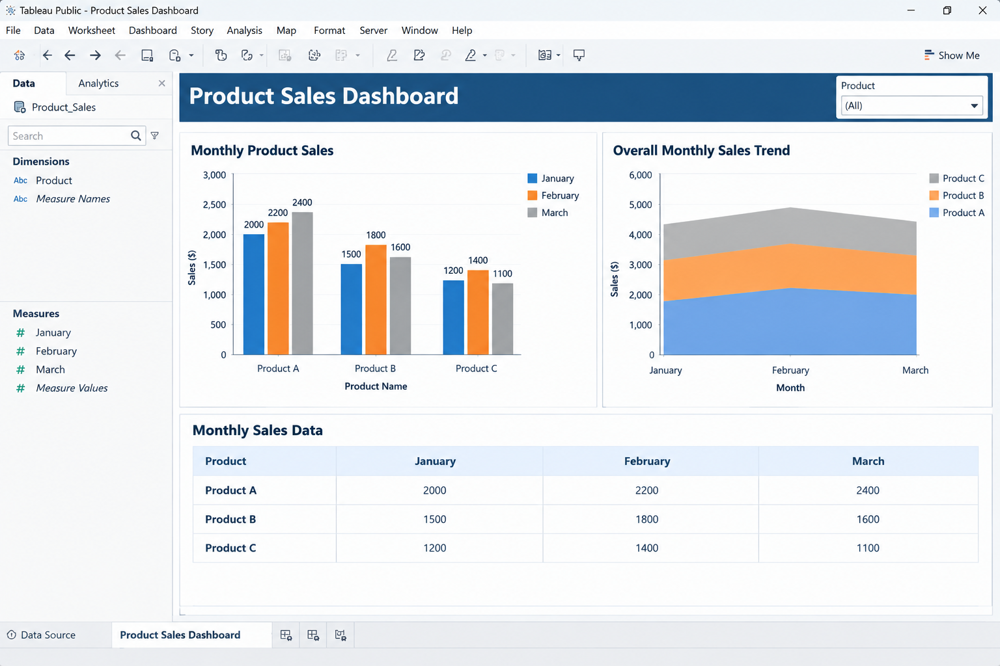 Tableau Public - Product Sales Dashboard
File Data Worksheet Dashboard Story Analysis Map Format Server Window Help
Show Me
Data Analytics
Product_Sales
Search
Dimensions
Abc Product
Abc Measure Names
Measures
# January
# February
# March
# Measure Values
Product Sales Dashboard
Product
(All)
Monthly Product Sales
3,000
2,500
2,000
1,500
1,000
500
0
Sales ($)
2000 2200 2400
1500 1800 1600
1200 1400 1100
Product A Product B Product C
Product Name
January
February
March
Overall Monthly Sales Trend
6,000
5,000
4,000
3,000
2,000
1,000
0
Sales ($)
January February March
Month
Product C
Product B
Product A
Monthly Sales Data
Product January February March
Product A 2000 2200 2400
Product B 1500 1800 1600
Product C 1200 1400 1100
Data Source Product Sales Dashboard